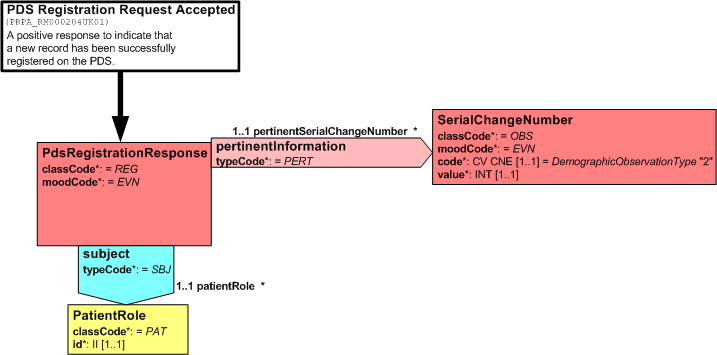 PDS Registration Request Accepted
(PRPA_RM000204UK01)
A positive response to indicate that
a new record has been successfully
registered on the PDS.
1..1 pertinentSerialChangeNumber *
SerialChangeNumber
classCode*: = OBS
moodCode*: = EVN
code*: CV CNE [1..1] = DemographicObservationType "2"
value*: INT [1..1]
pertinentInformation
typeCode*: = PERT
PdsRegistrationResponse
classCode*: = REG
moodCode*: = EVN
subject
typeCode*: = SBJ
1..1 patientRole *
PatientRole
classCode*: = PAT
id*: II [1..1]